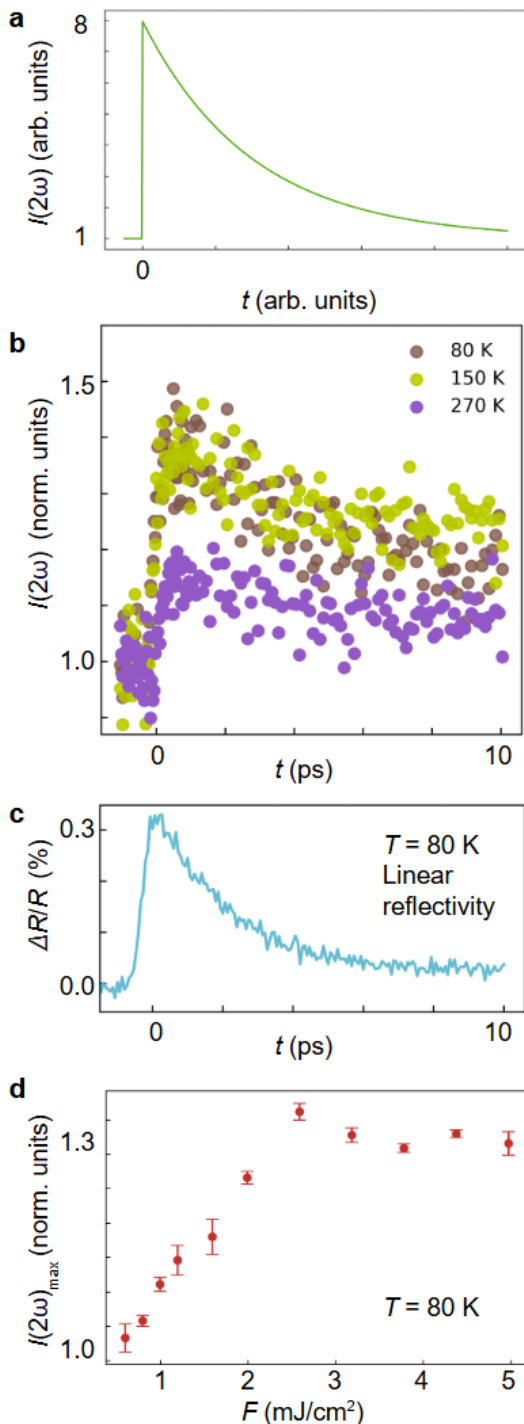 a
8
I(2ω) (arb. units)
1
0
t (arb. units)
b
80 K
150 K
270 K
1.5
I(2ω) (norm. units)
1.0
0
10
t (ps)
c
0.3
T = 80 K
Linear
reflectivity
ΔR/R (%)
0.0
0
10
t (ps)
d
1.3
I(2ω)max (norm. units)
T = 80 K
1.0
1
2
3
4
5
F (mJ/cm²)